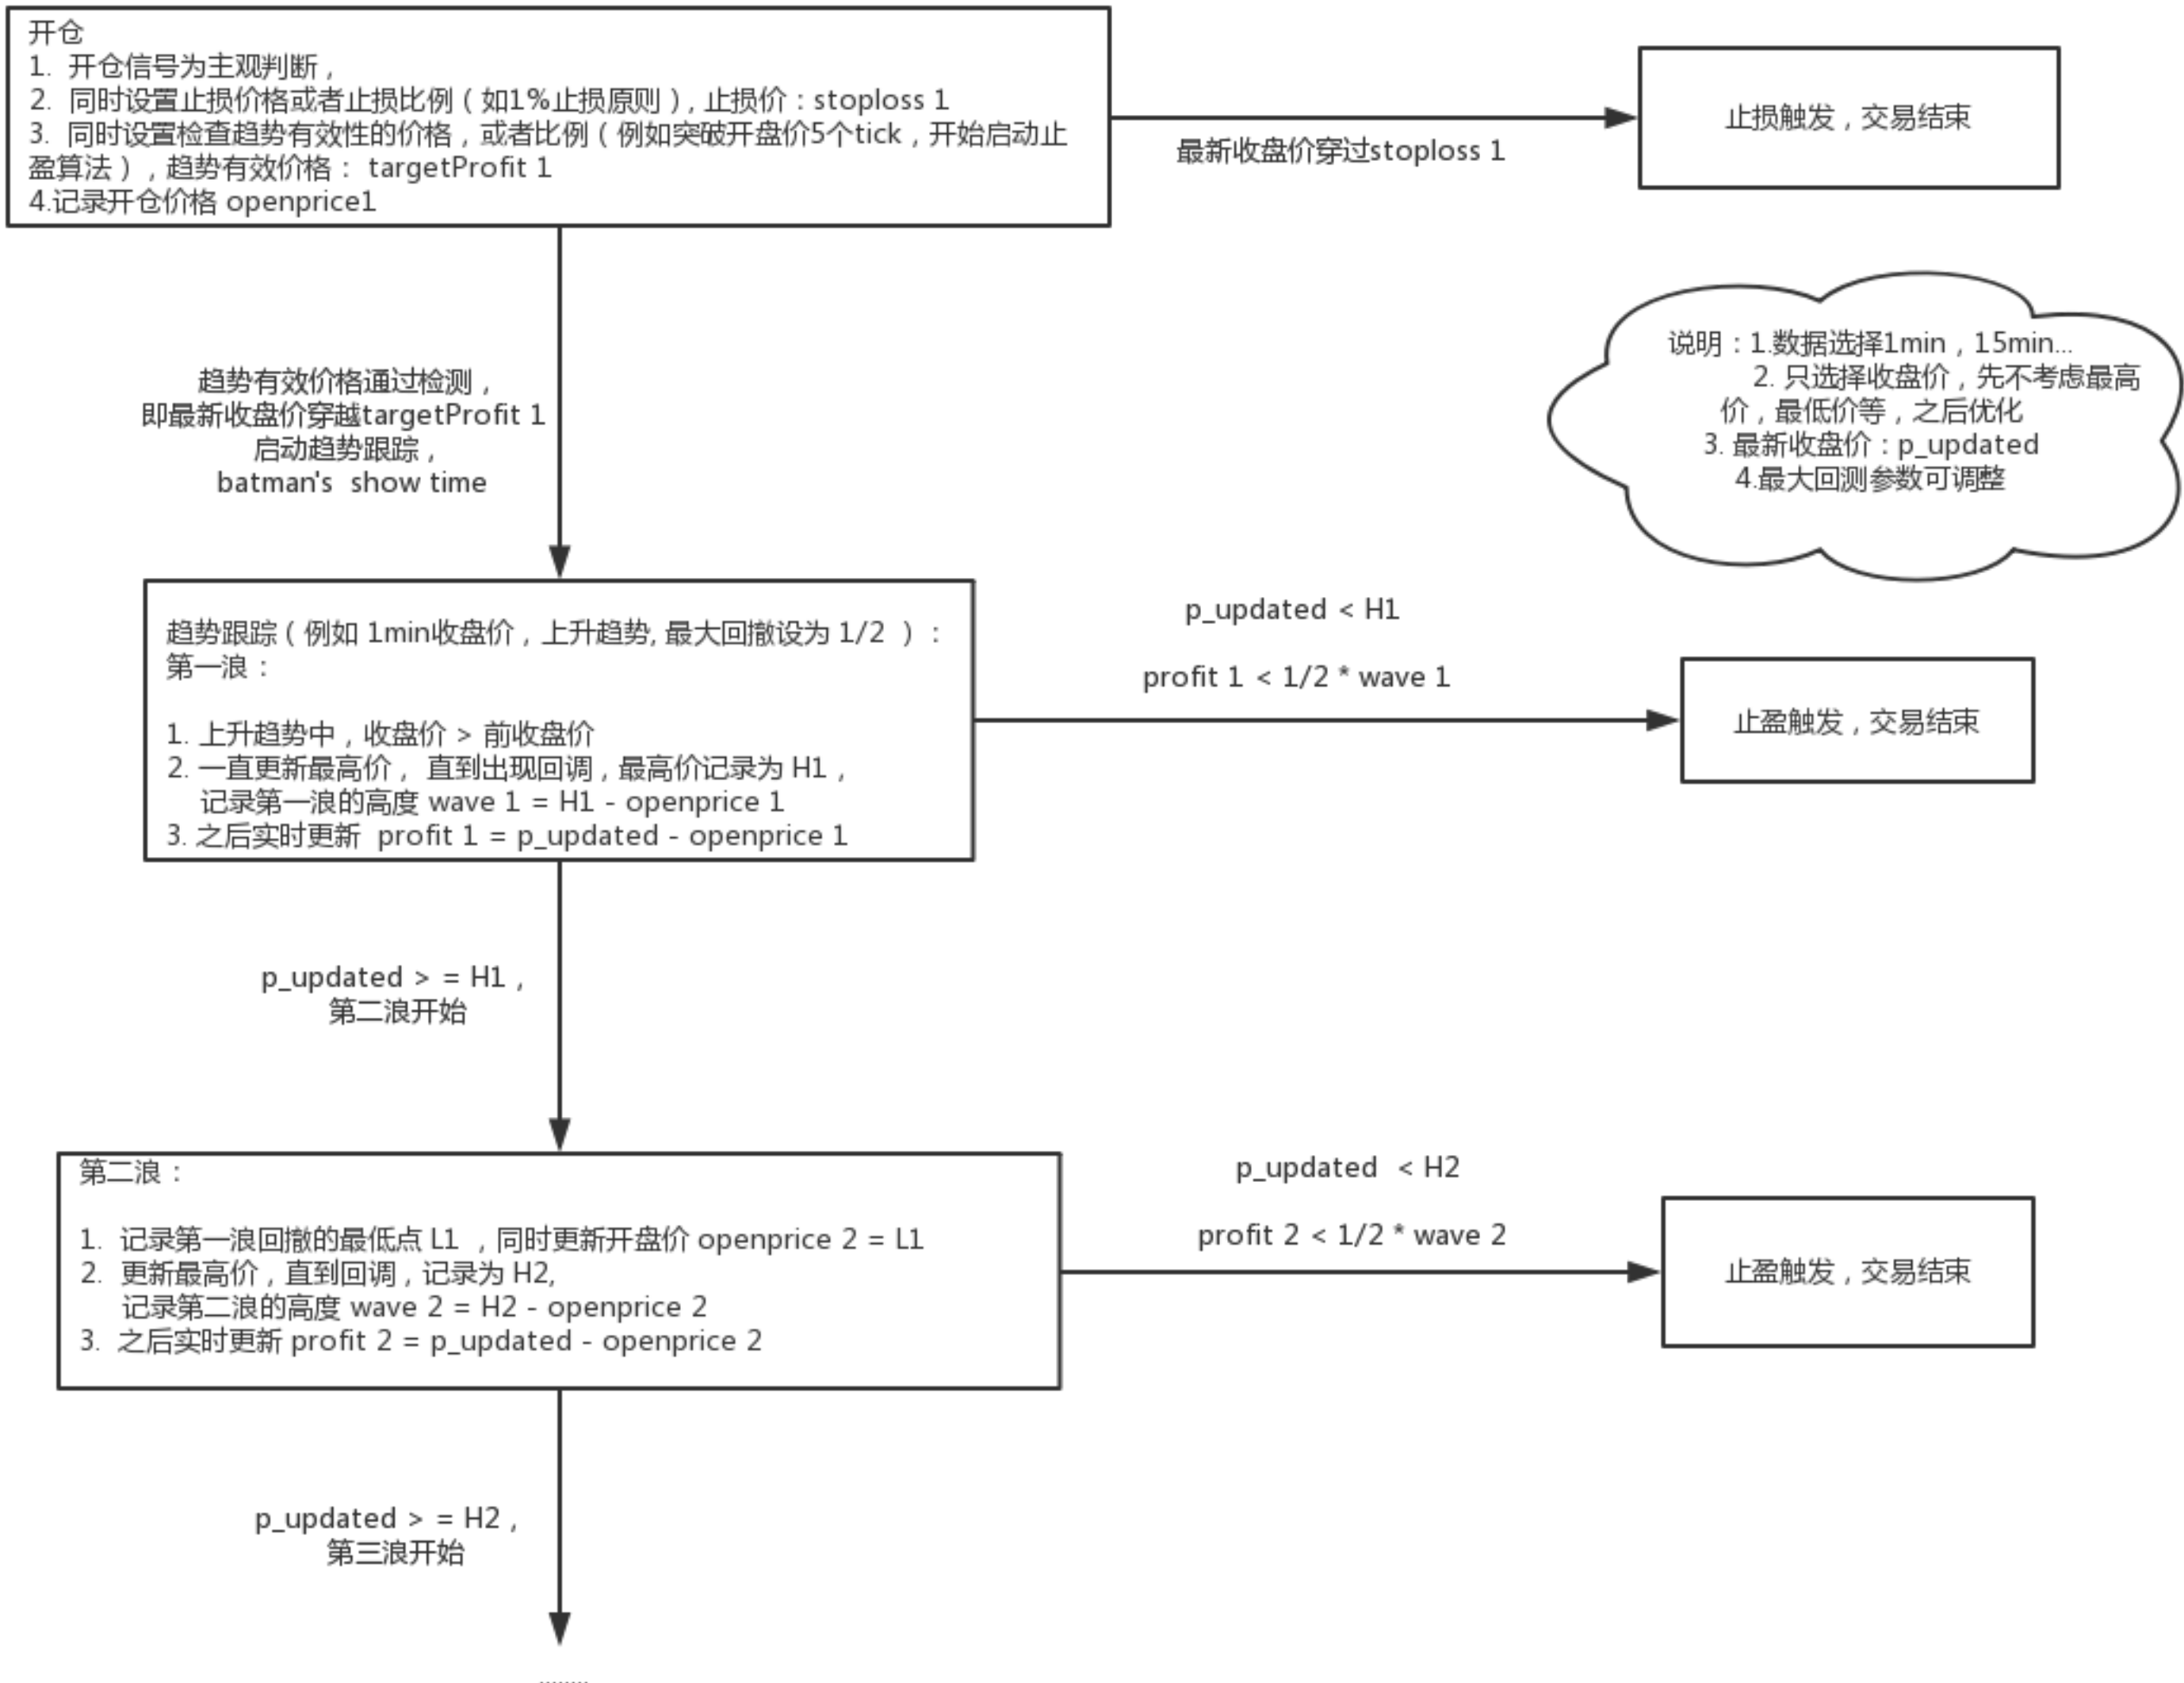 开仓
1. 开仓信号为主观判断，
2. 同时设置止损价格或者止损比例（如1%止损原则），止损价：stoploss 1
3. 同时设置检查趋势有效性的价格，或者比例（例如突破开盘价5个tick，开始启动止
盈算法），趋势有效价格： targetProfit 1
4.记录开仓价格 openprice1
最新收盘价穿过stoploss 1
止损触发，交易结束
说明：1.数据选择1min，15min...
2. 只选择收盘价，先不考虑最高
价，最低价等，之后优化
3. 最新收盘价：p_updated
4.最大回测参数可调整
趋势有效价格通过检测，
即最新收盘价穿越targetProfit 1
启动趋势跟踪，
batman's show time
趋势跟踪（例如 1min收盘价，上升趋势, 最大回撤设为 1/2 ）：
第一浪：
1. 上升趋势中，收盘价 > 前收盘价
2. 一直更新最高价， 直到出现回调，最高价记录为 H1，
记录第一浪的高度 wave 1 = H1 - openprice 1
3. 之后实时更新 profit 1 = p_updated - openprice 1
p_updated < H1
profit 1 < 1/2 * wave 1
止盈触发，交易结束
p_updated > = H1，
第二浪开始
第二浪：
1. 记录第一浪回撤的最低点 L1 ，同时更新开盘价 openprice 2 = L1
2. 更新最高价，直到回调，记录为 H2,
记录第二浪的高度 wave 2 = H2 - openprice 2
3. 之后实时更新 profit 2 = p_updated - openprice 2
p_updated < H2
profit 2 < 1/2 * wave 2
止盈触发，交易结束
p_updated > = H2，
第三浪开始
........